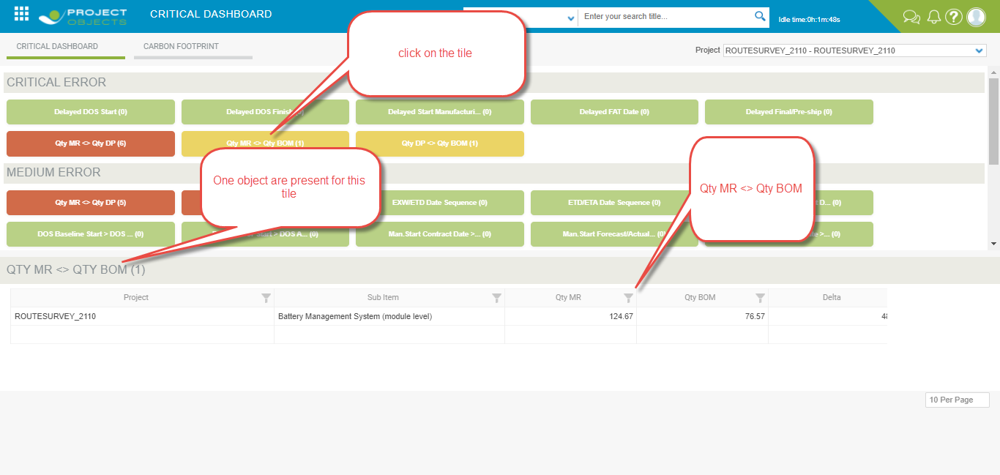 PROJECT
OBJECTS
CRITICAL DASHBOARD
Enter your search title...
Idle time:0h:1m:48s
?
CRITICAL DASHBOARD
CARBON FOOTPRINT
click on the tile
Project
ROUTESURVEY_2110 - ROUTESURVEY_2110
CRITICAL ERROR
Delayed DOS Start (0)
Delayed DOS Finish
Delayed Start Manufacturi... (0)
Delayed FAT Date (0)
Delayed Final/Pre-ship (0)
Qty MR <> Qty DP (6)
Qty MR <> Qty BOM (1)
Qty DP <> Qty BOM (1)
MEDIUM ERROR
One object are present for this
tile
Qty MR <> Qty BOM
Qty MR <> Qty DP (5)
EXW/ETD Date Sequence (0)
ETD/ETA Date Sequence (0)
D... (0)
DOS Baseline Start > DOS ... (0)
> DOS A... (0)
Man.Start Contract Date >... (0)
Man.Start Forecast/Actual... (0)
>... (0)
QTY MR <> QTY BOM (1)
Project
Sub Item
Qty MR
Qty BOM
Delta
ROUTESURVEY_2110
Battery Management System (module level)
124.67
76.57
10 Per Page